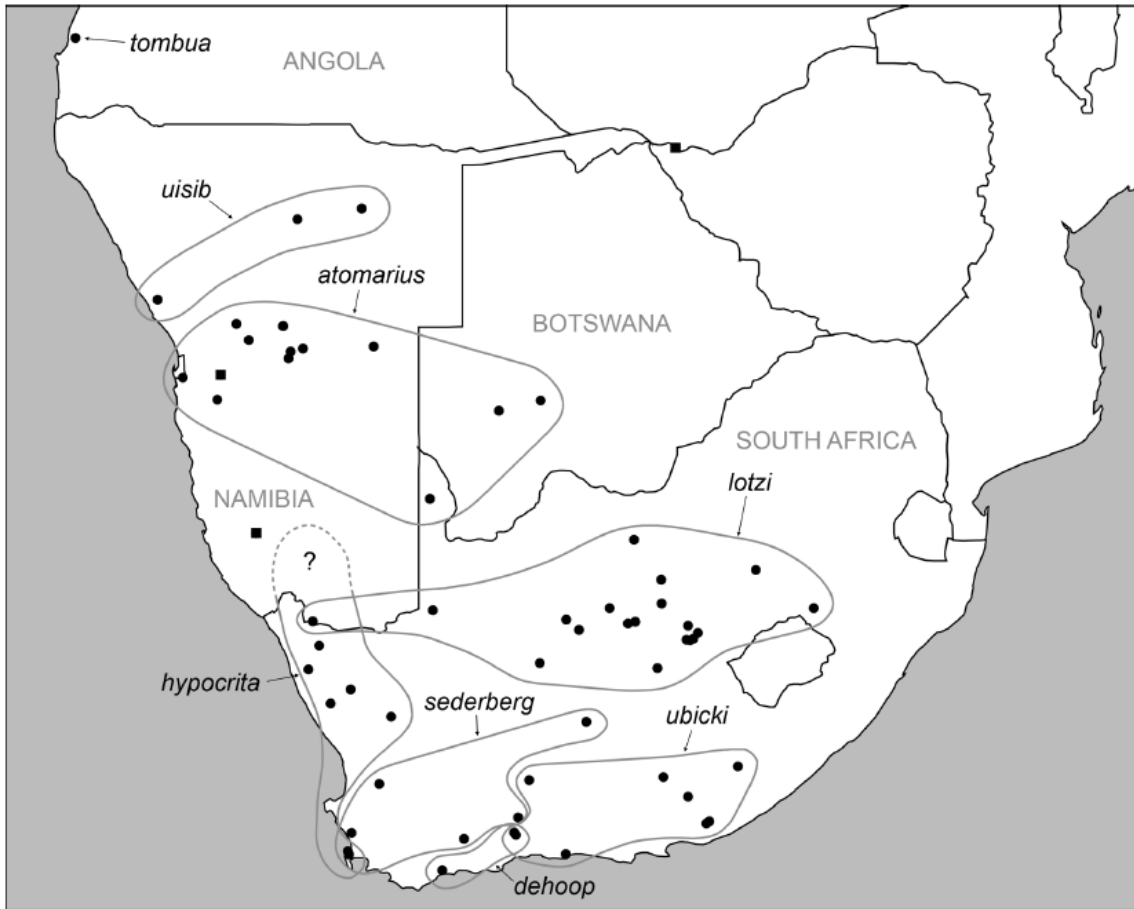 tombua
ANGOLA
uisib
atomarius
BOTSWANA
SOUTH AFRICA
lotzi
NAMIBIA
?
hypocrita
sederberg
ubicki
dehoop